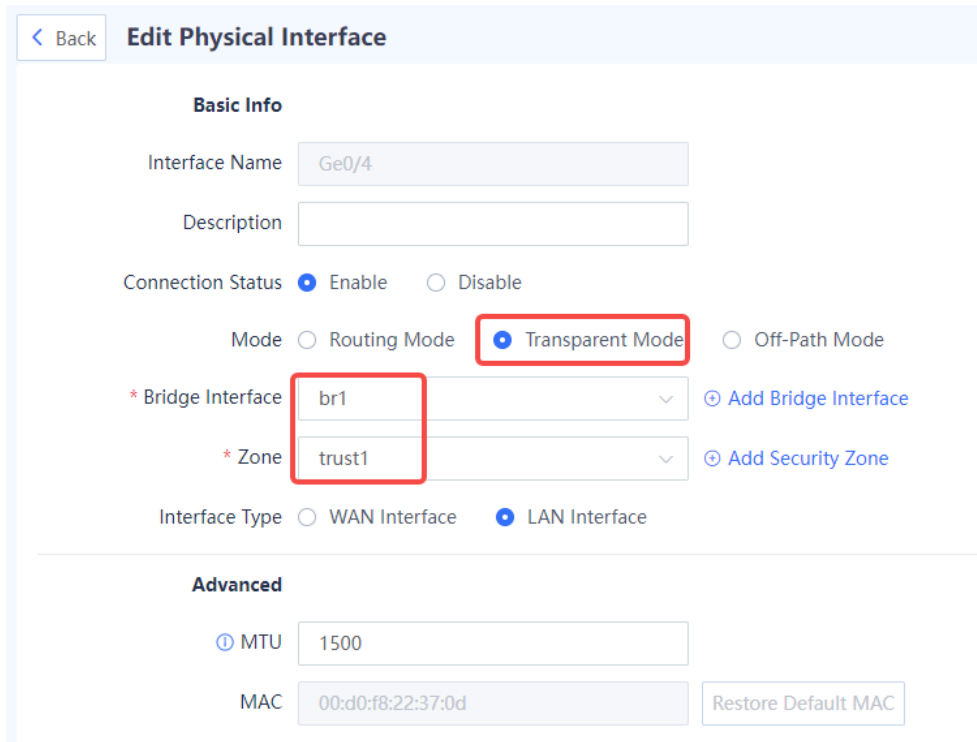 Back Edit Physical Interface
Basic Info
Interface Name Ge0/4
Description
Connection Status Enable Disable
Mode Routing Mode Transparent Mode Off-Path Mode
* Bridge Interface br1 Add Bridge Interface
* Zone trust1 Add Security Zone
Interface Type WAN Interface LAN Interface
Advanced
MTU 1500
MAC 00:d0:f8:22:37:0d Restore Default MAC